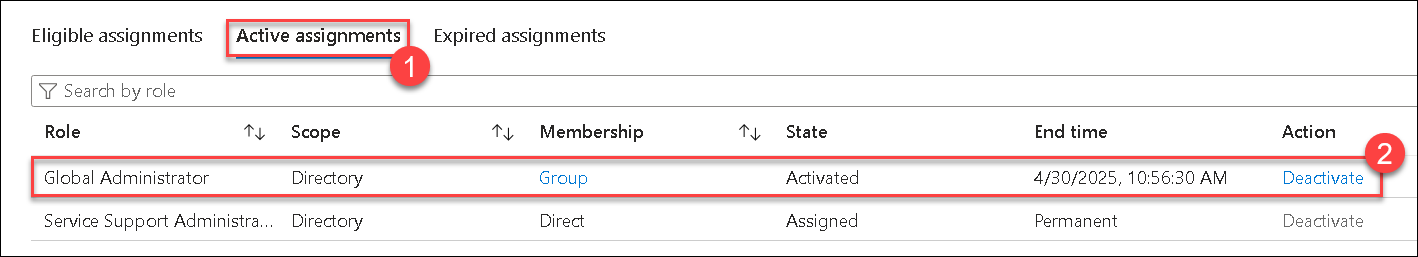 Eligible assignments Active assignments Expired assignments
1
Search by role
Role Scope Membership State End time Action
2
Global Administrator Directory Group Activated 4/30/2025, 10:56:30 AM Deactivate
Service Support Administra... Directory Direct Assigned Permanent Deactivate